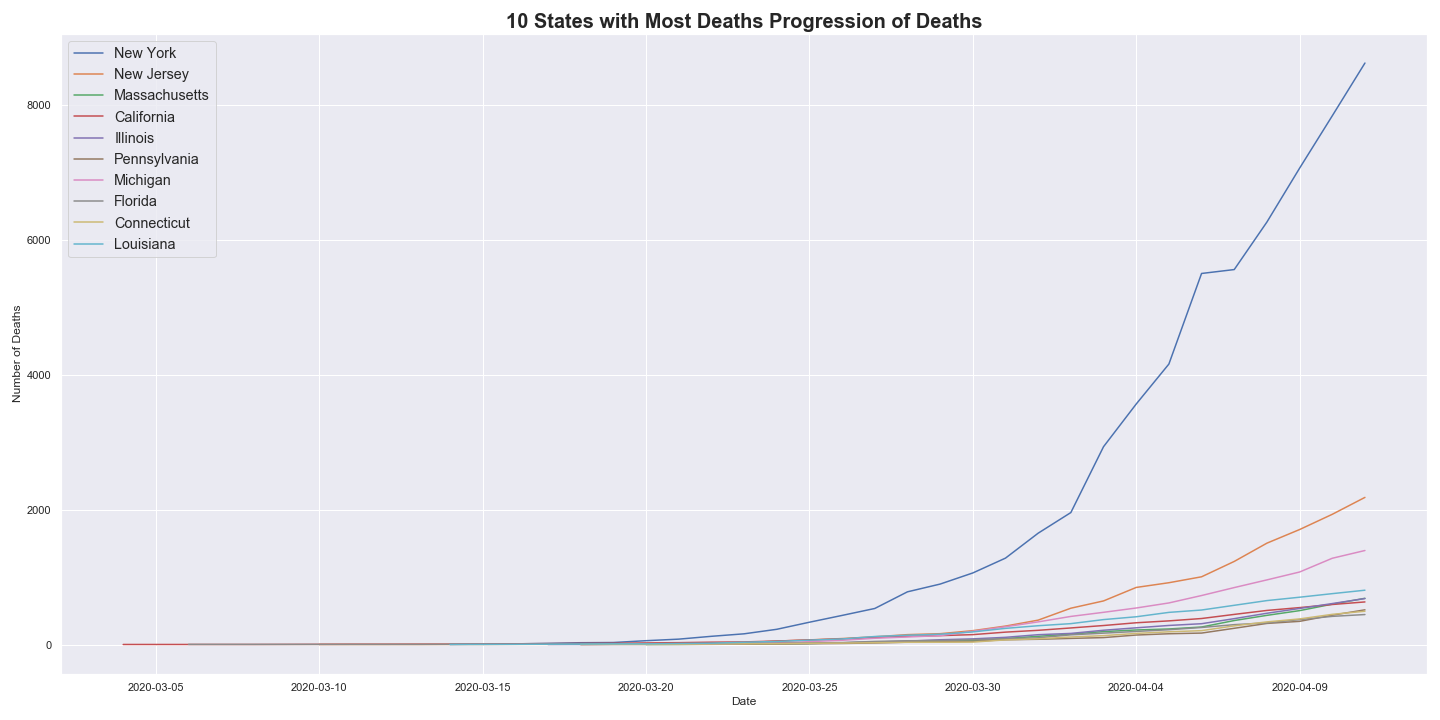 10 States with Most Deaths Progression of Deaths
New York
New Jersey
Massachusetts
California
Illinois
Pennsylvania
Michigan
Florida
Connecticut
Louisiana
Number of Deaths
8000
6000
4000
2000
0
2020-03-05
2020-03-10
2020-03-15
2020-03-20
2020-03-25
2020-03-30
2020-04-04
2020-04-09
Date